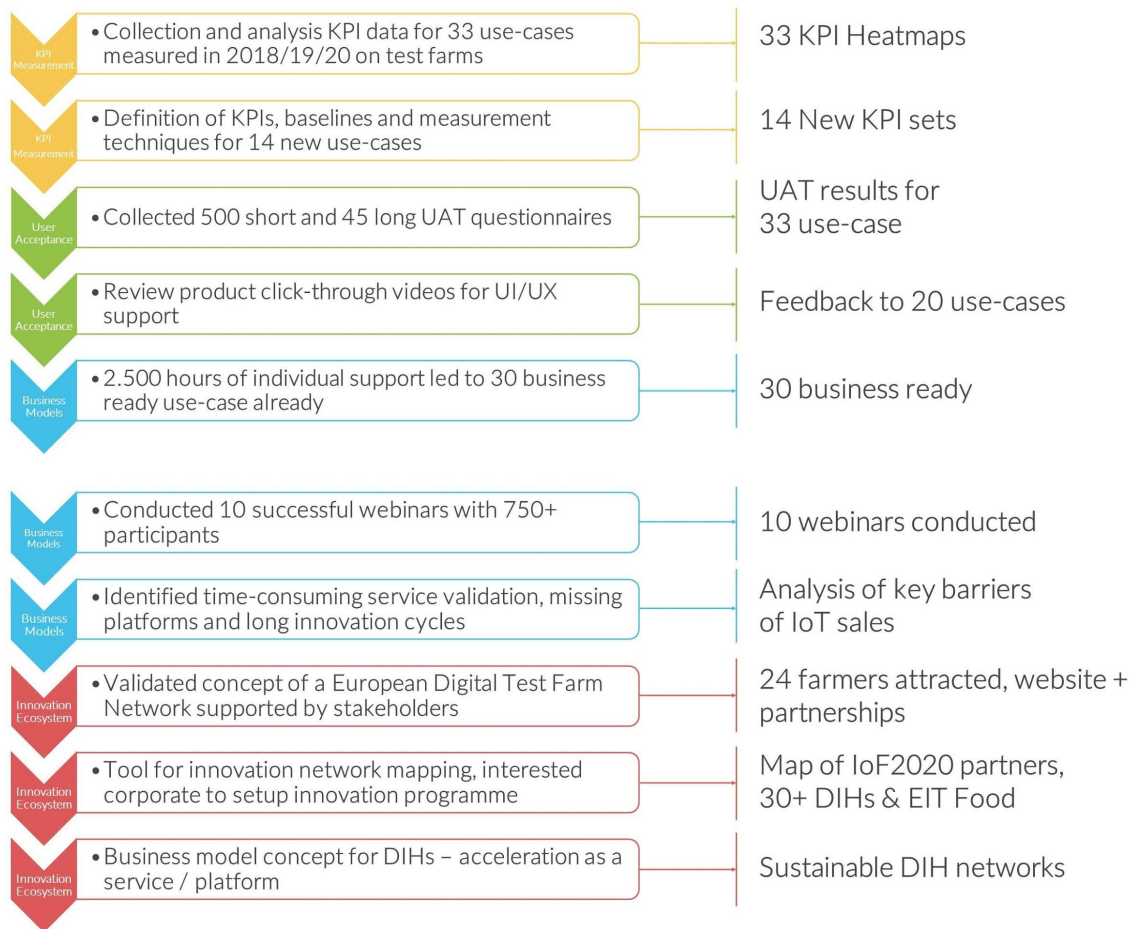 KPI
Measurement
• Collection and analysis KPI data for 33 use-cases
measured in 2018/19/20 on test farms
33 KPI Heatmaps
KPI
Measurement
• Definition of KPIs, baselines and measurement
techniques for 14 new use-cases
14 New KPI sets
User
Acceptance
• Collected 500 short and 45 long UAT questionnaires
UAT results for
33 use-case
User
Acceptance
• Review product click-through videos for UI/UX
support
Feedback to 20 use-cases
Business
Models
• 2.500 hours of individual support led to 30 business
ready use-case already
30 business ready
Business
Models
• Conducted 10 successful webinars with 750+
participants
10 webinars conducted
Business
Models
• Identified time-consuming service validation, missing
platforms and long innovation cycles
Analysis of key barriers
of IoT sales
Innovation
Ecosystem
• Validated concept of a European Digital Test Farm
Network supported by stakeholders
24 farmers attracted, website +
partnerships
Innovation
Ecosystem
• Tool for innovation network mapping, interested
corporate to setup innovation programme
Map of IoF2020 partners,
30+ DIHs & EIT Food
Innovation
Ecosystem
• Business model concept for DIHs – acceleration as a
service / platform
Sustainable DIH networks